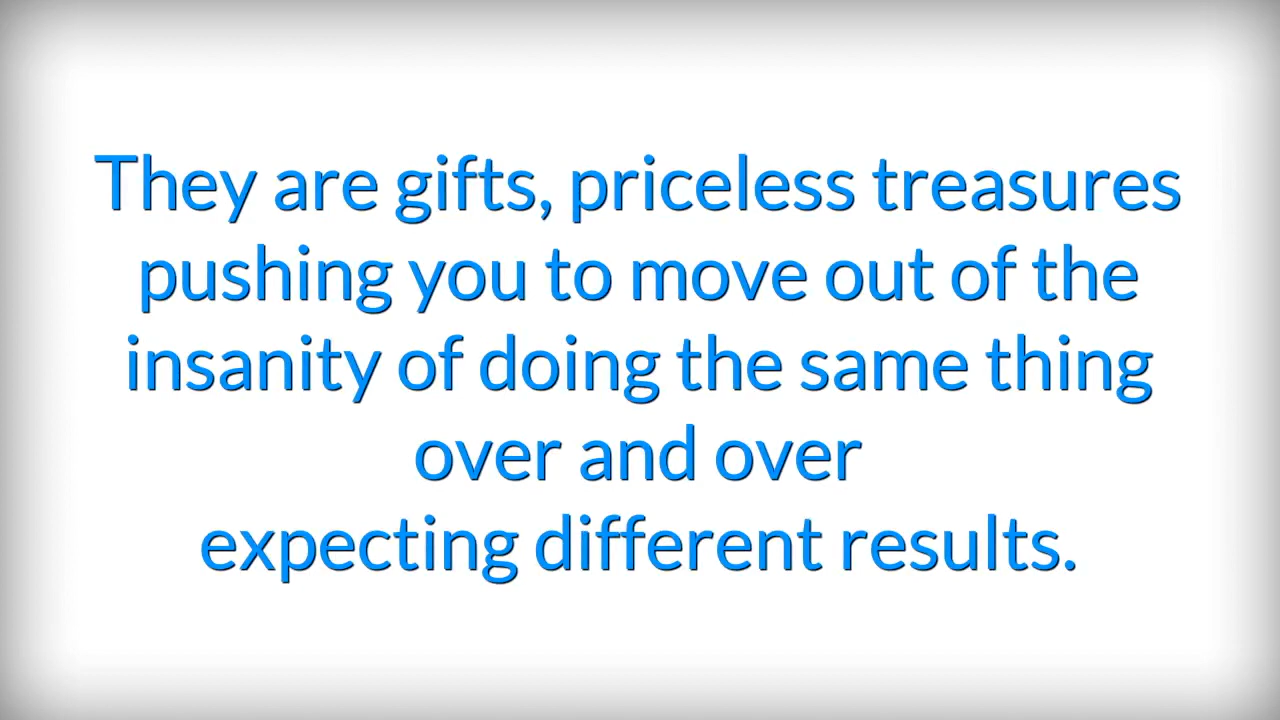 They are gifts, priceless treasures
pushing you to move out of the
insanity of doing the same thing
over and over
expecting different results.